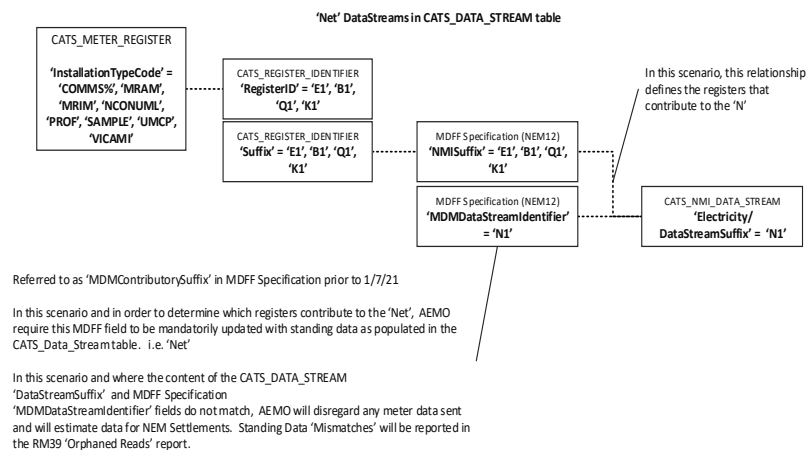 'Net' DataStreams in CATS_DATA_STREAM table
CATS_METER_REGISTER
'InstallationTypeCode' =
'COMMS%', 'MRAM',
'MRIM', 'NCONUML',
'PROF', 'SAMPLE', 'UMCP',
'VICAMI'
CATS_REGISTER_IDENTIFIER
'RegisterID' = 'E1', 'B1',
'Q1', 'K1'
CATS_REGISTER_IDENTIFIER
'Suffix' = 'E1', 'B1', 'Q1',
'K1'
MDFF Specification (NEM12)
'NMISuffix' = 'E1', 'B1', 'Q1',
'K1'
MDFF Specification (NEM12)
'MDMDataStreamIdentifier'
= 'N1'
In this scenario, this relationship
defines the registers that
contribute to the 'N'
CATS_NMI_DATA_STREAM
'Electricity/
DataStreamSuffix' = 'N1'
Referred to as 'MDMContributorySuffix' in MDFF Specification prior to 1/7/21
In this scenario and in order to determine which registers contribute to the 'Net', AEMO
require this MDFF field to be mandatorily updated with standing data as populated in the
CATS_Data_Stream table. i.e. 'Net'
In this scenario and where the content of the CATS_DATA_STREAM
'DataStreamSuffix' and MDFF Specification
'MDMDataStreamIdentifier' fields do not match, AEMO will disregard any meter data sent
and will estimate data for NEM Settlements. Standing Data 'Mismatches' will be reported in
the RM39 'Orphaned Reads' report.